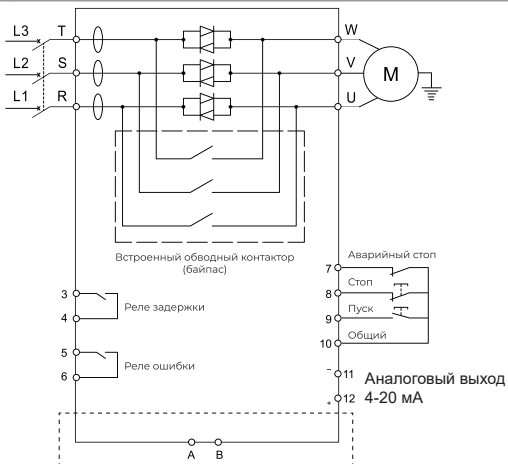 L3 T W
L2 S V
L1 R U
M
Встроенный обводный контактор
(байпас)
Аварийный стоп
7
Стоп
8
Пуск
9
Общий
10
3
Реле задержки
4
5
Реле ошибки
6
- 11
Аналоговый выход
+ 12 4-20 мА
A B